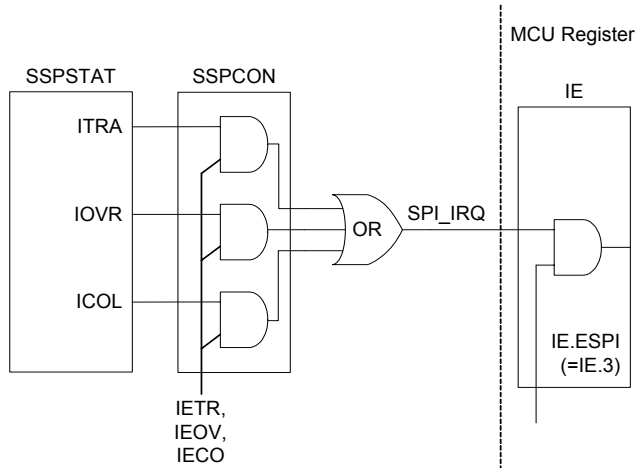 MCU Register
SSPSTAT
SSPCON
IE
ITRA
IOVR
ICOL
OR
SPI_IRQ
IE.ESPI
(=IE.3)
IETR,
IEOV,
IECO